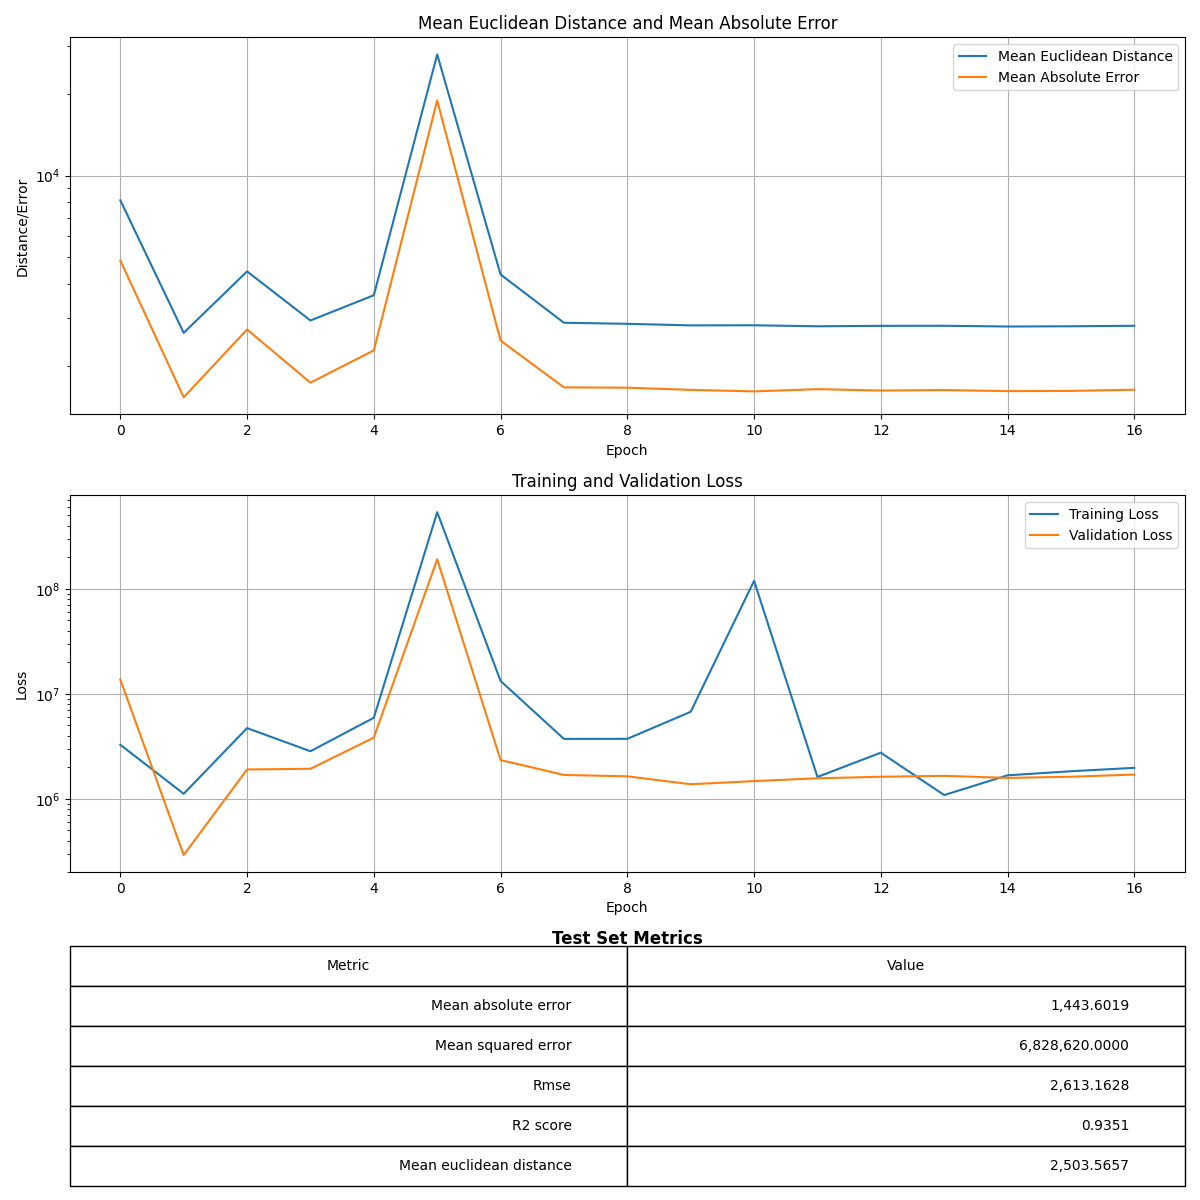 Mean Euclidean Distance and Mean Absolute Error
Mean Euclidean Distance
Mean Absolute Error
10^4
Distance/Error
0 2 4 6 8 10 12 14 16
Epoch
Training and Validation Loss
Training Loss
Validation Loss
10^8
10^7
10^6
Loss
0 2 4 6 8 10 12 14 16
Epoch
Test Set Metrics
Metric Value
Mean absolute error 1,443.6019
Mean squared error 6,828,620.0000
Rmse 2,613.1628
R2 score 0.9351
Mean euclidean distance 2,503.5657